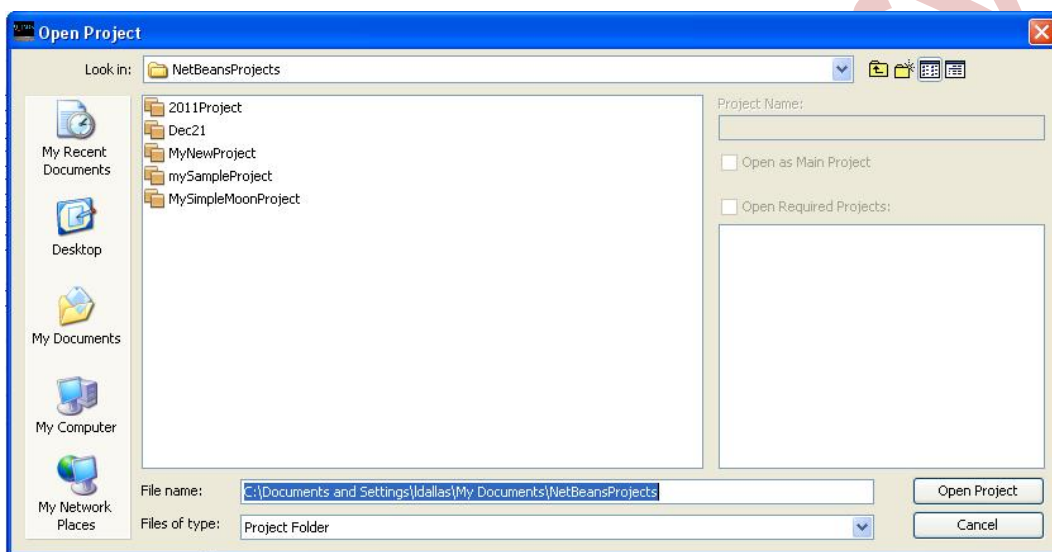 Open Project
Look in:
NetBeansProjects
My Recent Documents
Desktop
My Documents
My Computer
My Network Places
2011Project
Dec21
MyNewProject
mySampleProject
MySimpleMoonProject
Project Name:
Open as Main Project
Open Required Projects:
File name:
C:\Documents and Settings\ldallas\My Documents\NetBeansProjects
Files of type:
Project Folder
Open Project
Cancel